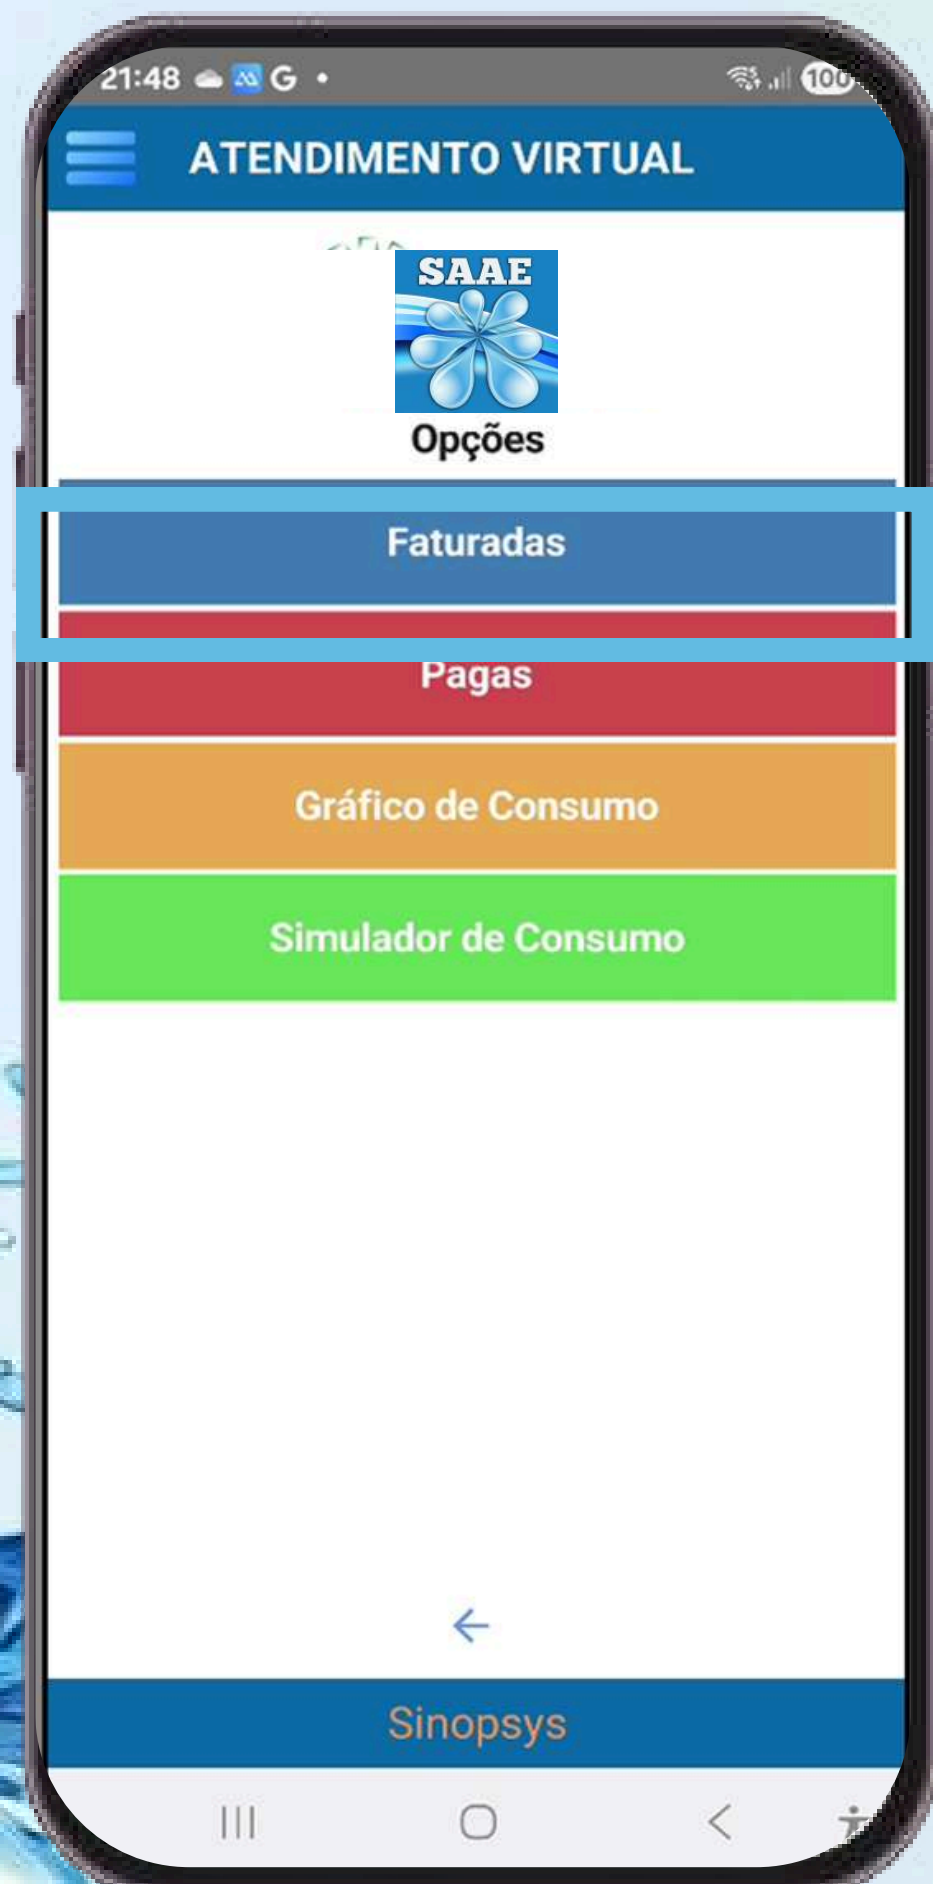 21:48 G
100
ATENDIMENTO VIRTUAL
SAAE
Opções
Faturadas
Pagas
Gráfico de Consumo
Simulador de Consumo
Sinopsys